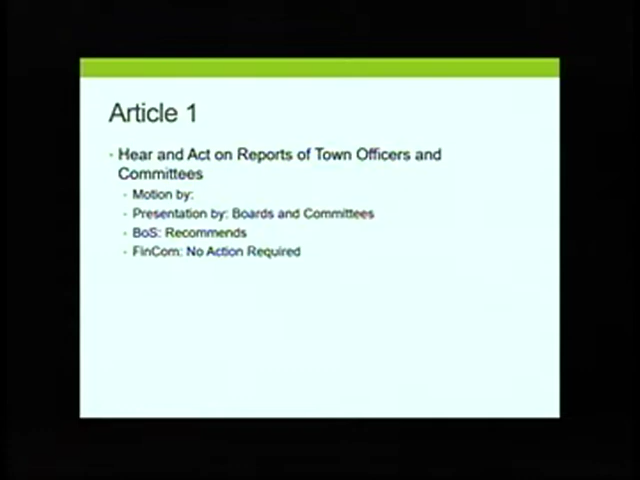 Article 1
Hear and Act on Reports of Town Officers and
Committees
Motion by:
Presentation by: Boards and Committees
BoS: Recommends
FinCom: No Action Required